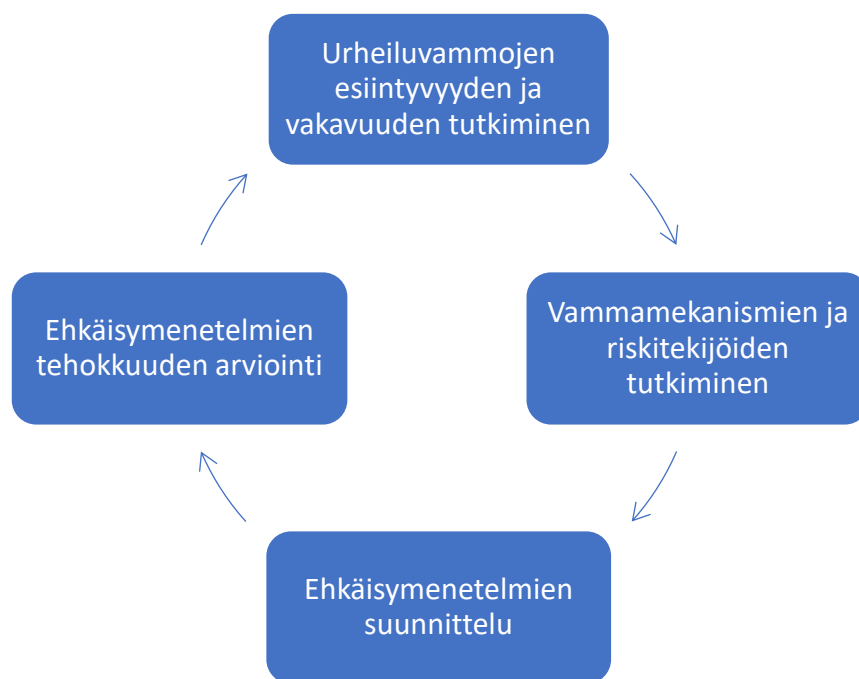 Urheiluvammojen
esiintyvyyden ja
vakavuuden tutkiminen
Vammamekanismien ja
riskitekijöiden
tutkiminen
Ehkäisymenetelmien
suunnittelu
Ehkäisymenetelmien
tehokkuuden arviointi